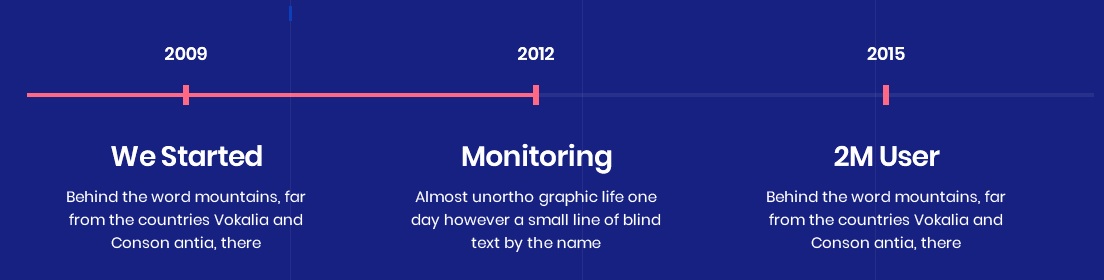 2009
2012
2015
We Started
Monitoring
2M User
Behind the word mountains, far
from the countries Vokalia and
Conson antia, there
Almost unortho graphic life one
day however a small line of blind
text by the name
Behind the word mountains, far
from the countries Vokalia and
Conson antia, there